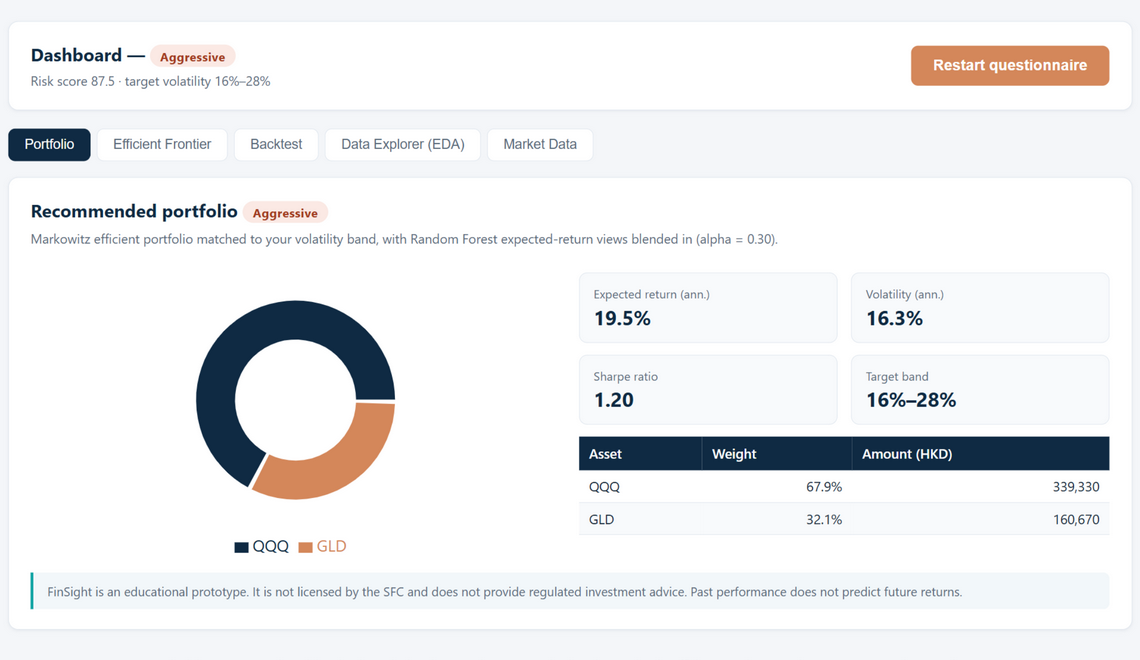 Dashboard — Aggressive
Risk score 87.5 · target volatility 16%–28%
Restart questionnaire
Portfolio
Efficient Frontier
Backtest
Data Explorer (EDA)
Market Data
Recommended portfolio Aggressive
Markowitz efficient portfolio matched to your volatility band, with Random Forest expected-return views blended in (alpha = 0.30).
QQQ GLD
Expected return (ann.)
19.5%
Volatility (ann.)
16.3%
Sharpe ratio
1.20
Target band
16%–28%
Asset Weight Amount (HKD)
QQQ 67.9% 339,330
GLD 32.1% 160,670
FinSight is an educational prototype. It is not licensed by the SFC and does not provide regulated investment advice. Past performance does not predict future returns.